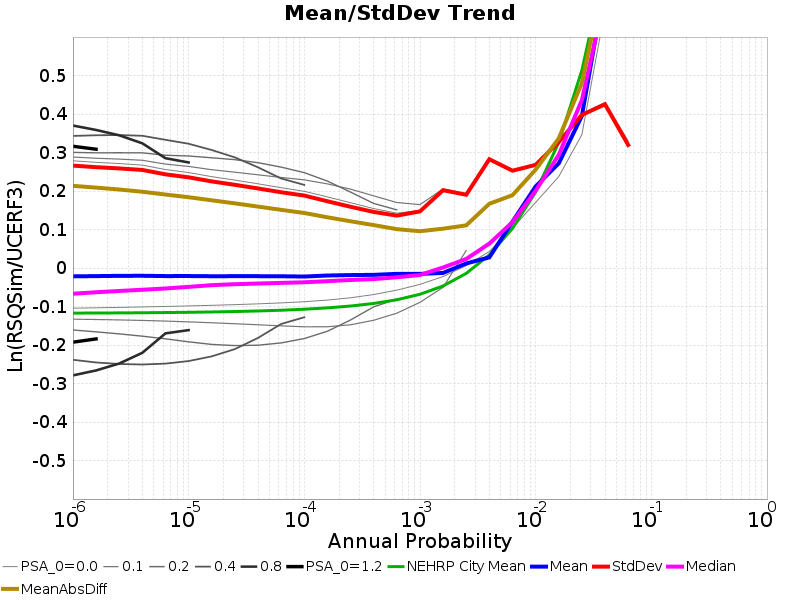 Mean/StdDev Trend
Ln(RSQSim/UCERF3)
0.5
0.4
0.3
0.2
0.1
0
-0.1
-0.2
-0.3
-0.4
-0.5
10^-6 10^-5 10^-4 10^-3 10^-2 10^-1 10^0
Annual Probability
PSA_0=0.0 0.1 0.2 0.4 0.8 PSA_0=1.2 NEHRP City Mean Mean StdDev Median
MeanAbsDiff